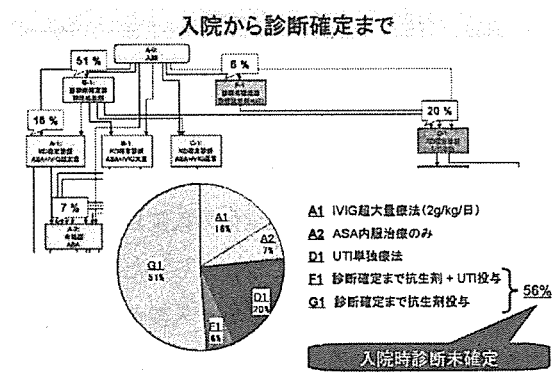 入院から診断確定まで
A-0:
入院
51 %
6 %
16 %
20 %
7 %
ASA
A1
16%
A2
7%
G1
51%
D1
20%
F1
6%
A1 IVIG超大量療法(2g/kg/日)
A2 ASA内服治療のみ
D1 UTI単独療法
F1 診断確定まで抗生剤 + UTI投与
G1 診断確定まで抗生剤投与
56%
入院時診断未確定